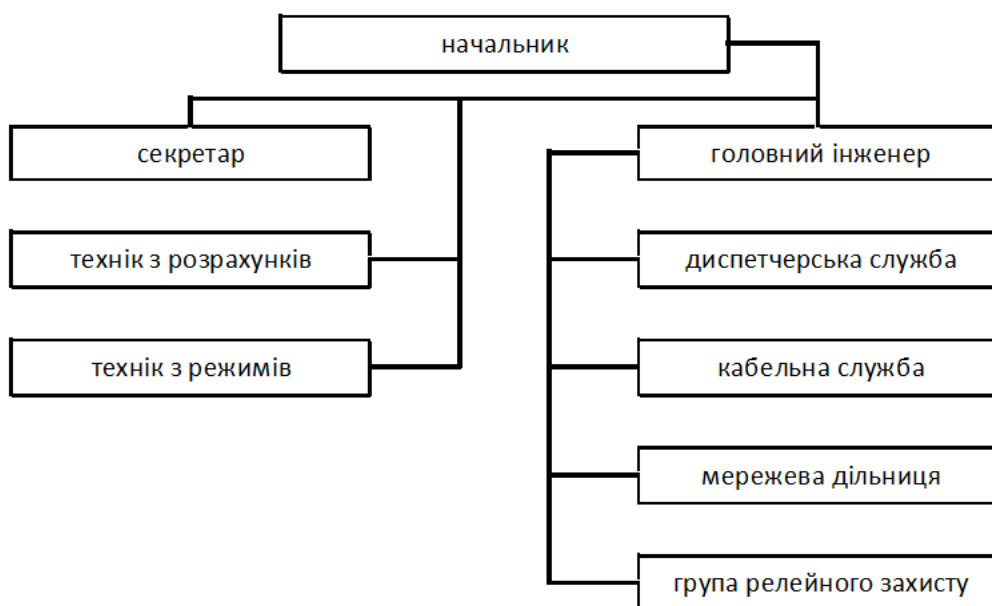 начальник
секретар
головний інженер
технік з розрахунків
диспетчерська служба
технік з режимів
кабельна служба
мережева дільниця
група релейного захисту